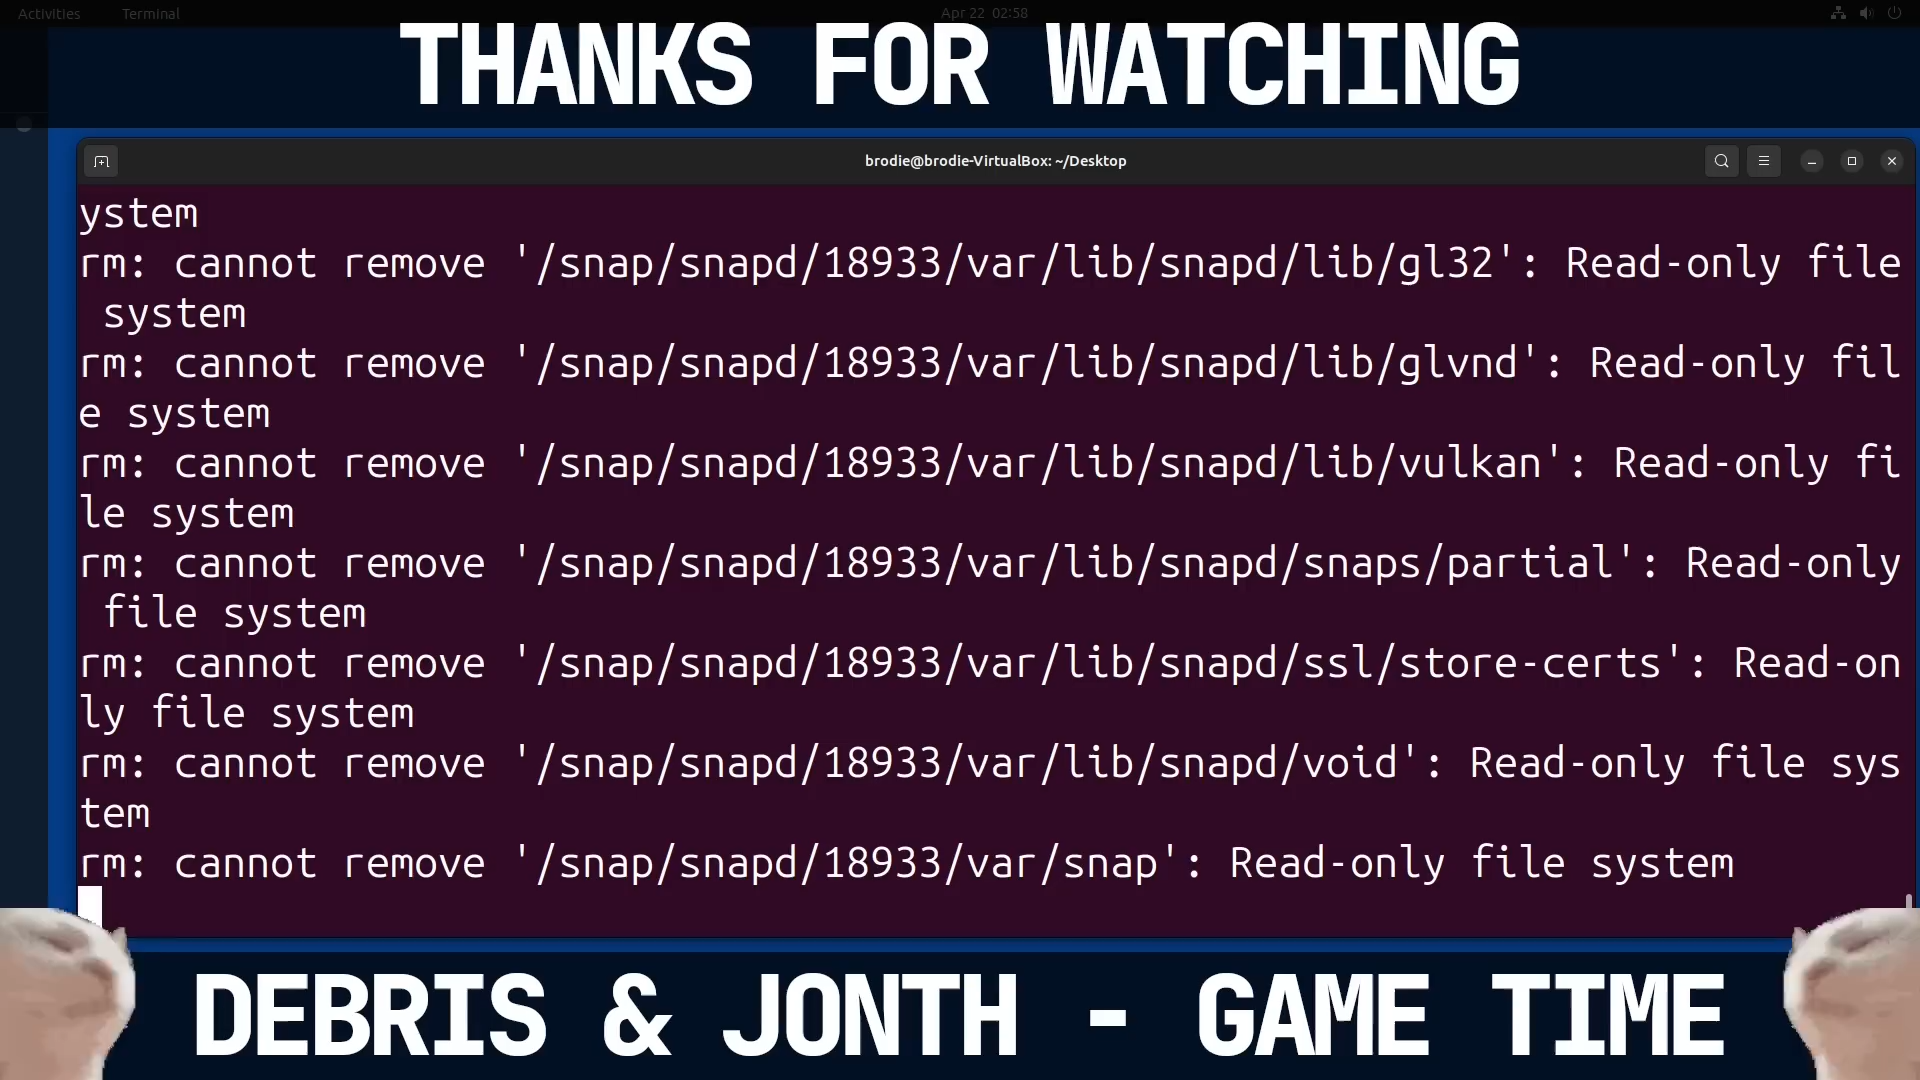 Activities Terminal Apr 22 02:58
THANKS FOR WATCHING
brodie@brodie-VirtualBox: ~/Desktop
ystem
rm: cannot remove '/snap/snapd/18933/var/lib/snapd/lib/gl32': Read-only file
 system
rm: cannot remove '/snap/snapd/18933/var/lib/snapd/lib/glvnd': Read-only fil
e system
rm: cannot remove '/snap/snapd/18933/var/lib/snapd/lib/vulkan': Read-only fi
le system
rm: cannot remove '/snap/snapd/18933/var/lib/snapd/snaps/partial': Read-only
 file system
rm: cannot remove '/snap/snapd/18933/var/lib/snapd/ssl/store-certs': Read-on
ly file system
rm: cannot remove '/snap/snapd/18933/var/lib/snapd/void': Read-only file sys
tem
rm: cannot remove '/snap/snapd/18933/var/snap': Read-only file system
DEBRIS & JONTH - GAME TIME